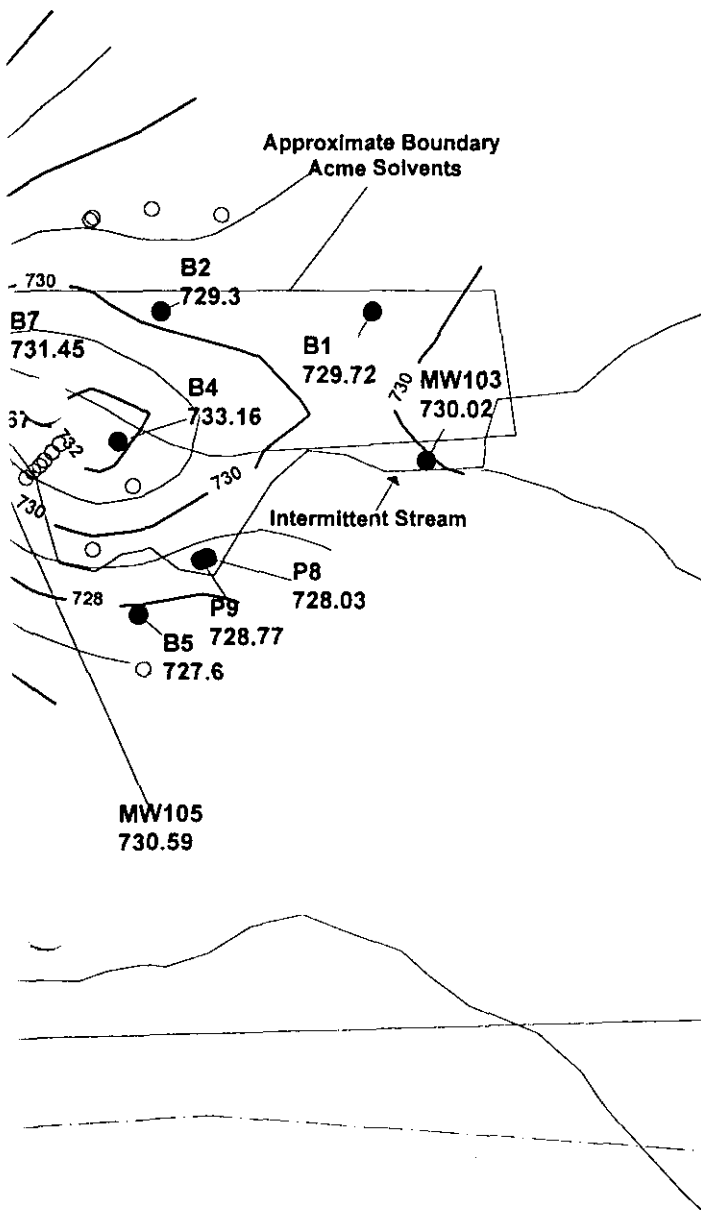 Approximate Boundary
Acme Solvents
730
B2
729.3
B7
731.45
B1
729.72
730
MW103
730.02
B4
733.16
67
732
730
730
Intermittent Stream
P8
728.03
728
P9
728.77
B5
727.6
MW105
730.59